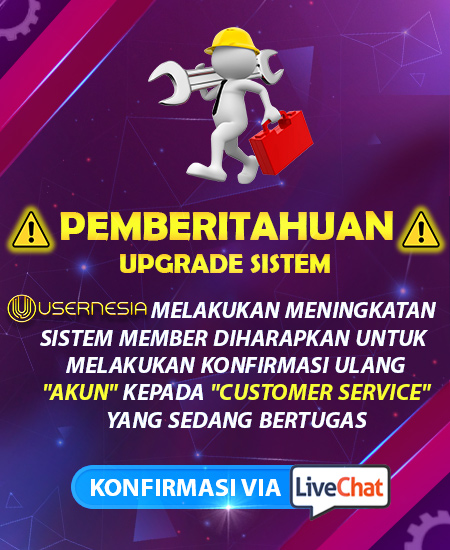 PEMBERITAHUAN
UPGRADE SISTEM
USERNESIA MELAKUKAN MENINGKATAN
SISTEM MEMBER DIHARAPKAN UNTUK
MELAKUKAN KONFIRMASI ULANG
"AKUN" KEPADA "CUSTOMER SERVICE"
YANG SEDANG BERTUGAS
KONFIRMASI VIA LiveChat